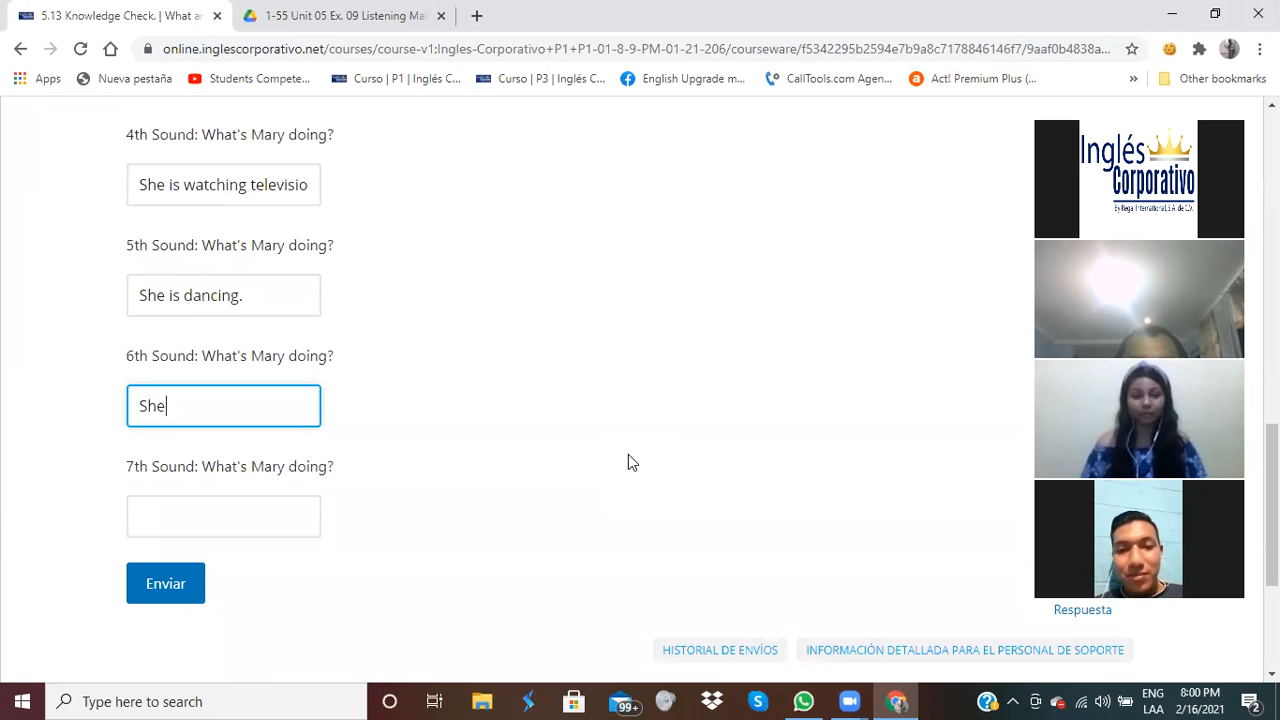 5.13 Knowledge Check. | What ar
1-55 Unit 05 Ex. 09 Listening Ma
online.inglescorporativo.net/courses/course-v1:Ingles-Corporativo+P1+P1-01-8-9-PM-01-21-206/courseware/f5342295b2594e7b9a8c7178846146f7/9aaf0b4838a...
Apps
Nueva pestaña
Students Compete...
Curso | P1 | Inglés C...
Curso | P3 | Inglés C...
English Upgrade m...
CallTools.com Agen...
Act! Premium Plus (...
»
Other bookmarks
4th Sound: What's Mary doing?
She is watching televisio
5th Sound: What's Mary doing?
She is dancing.
6th Sound: What's Mary doing?
She
7th Sound: What's Mary doing?
Enviar
Inglés
Corporativo
Respuesta
HISTORIAL DE ENVÍOS
INFORMACIÓN DETALLADA PARA EL PERSONAL DE SOPORTE
Type here to search
99+
ENG
LAA
8:00 PM
2/16/2021
2